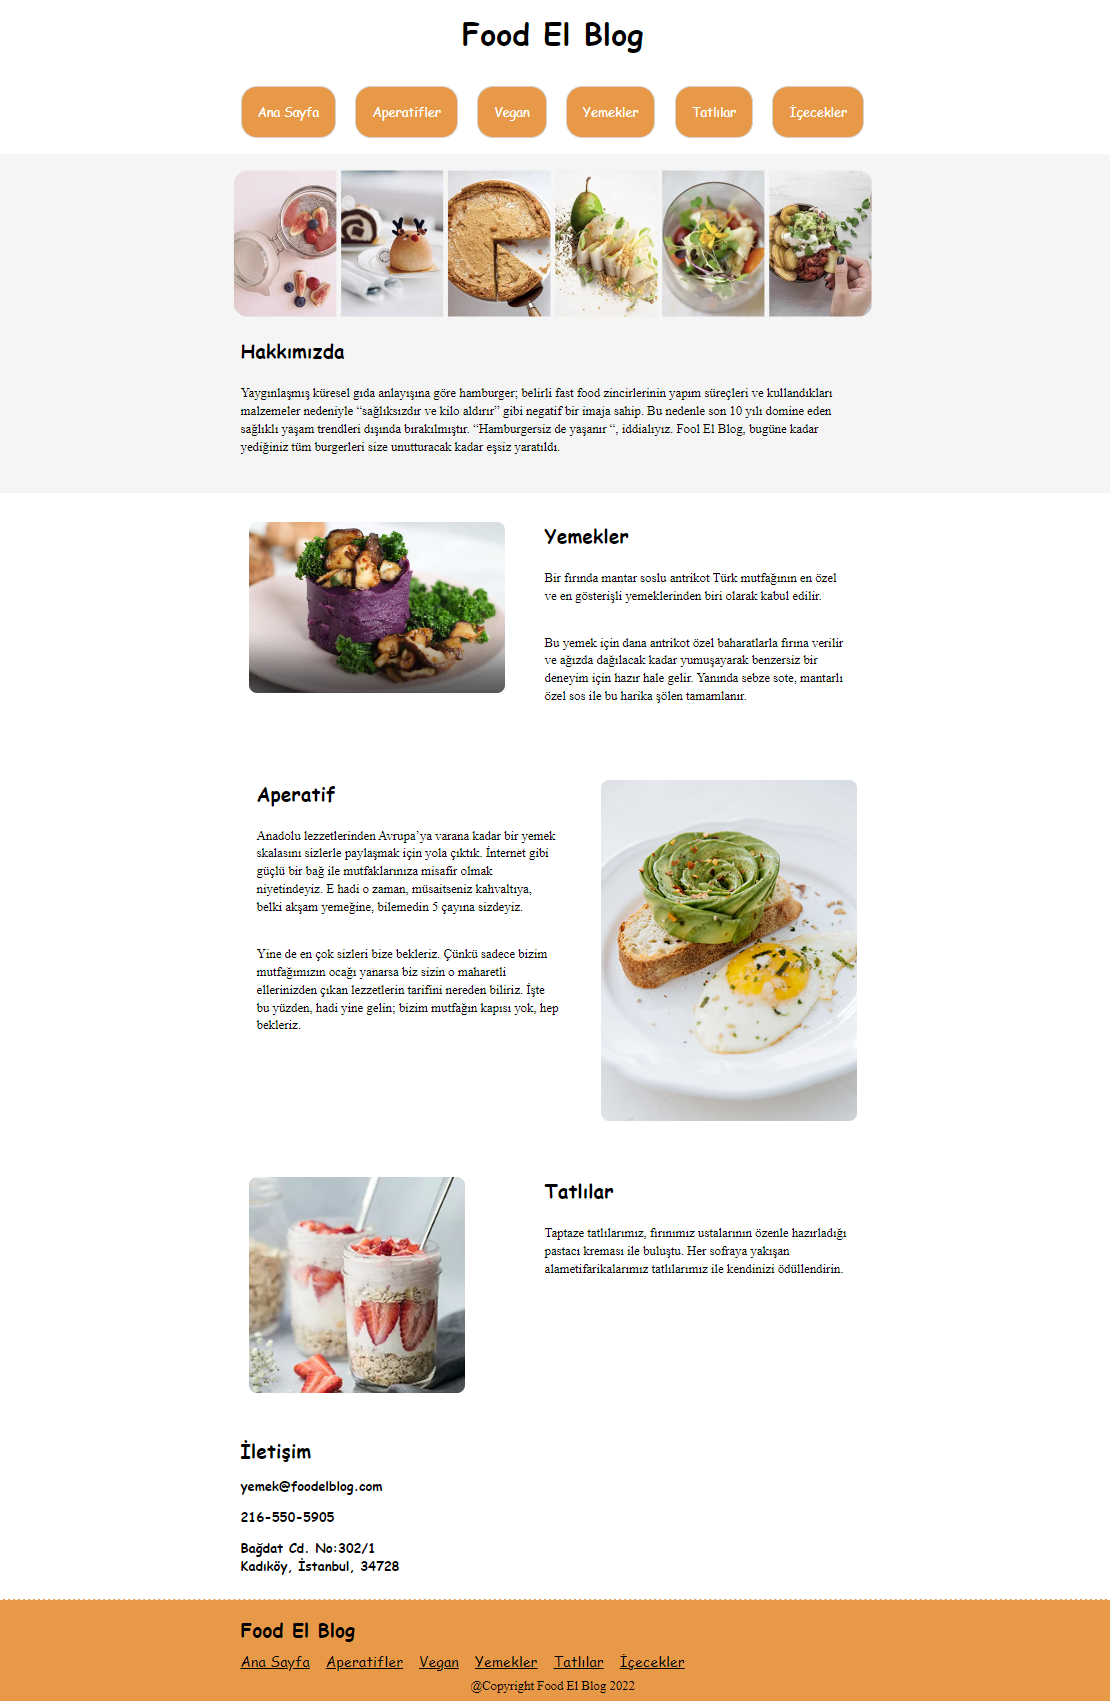 Food El Blog
Ana Sayfa Aperatifler Vegan Yemekler Tatlılar İçecekler
Hakkımızda
Yaygınlaşmış küresel gıda anlayışına göre hamburger; belirli fast food zincirlerinin yapım süreçleri ve kullandıkları
malzemeler nedeniyle “sağlıksızdır ve kilo aldırır” gibi negatif bir imaja sahip. Bu nedenle son 10 yılı domine eden
sağlıklı yaşam trendleri dışında bırakılmıştır. “Hamburgersiz de yaşanır “, iddialıyız. Fool El Blog, bugüne kadar
yediğiniz tüm burgerleri size unutturacak kadar eşsiz yaratıldı.
Yemekler
Bir fırında mantar soslu antrikot Türk mutfağının en özel
ve en gösterişli yemeklerinden biri olarak kabul edilir.
Bu yemek için dana antrikot özel baharatlarla fırına verilir
ve ağızda dağılacak kadar yumuşayarak benzersiz bir
deneyim için hazır hale gelir. Yanında sebze sote, mantarlı
özel sos ile bu harika şölen tamamlanır.
Aperatif
Anadolu lezzetlerinden Avrupa’ya varana kadar bir yemek
skalasını sizlerle paylaşmak için yola çıktık. İnternet gibi
güçlü bir bağ ile mutfaklarınıza misafir olmak
niyetindeyiz. E hadi o zaman, müsaitseniz kahvaltıya,
belki akşam yemeğine, bilemedin 5 çayına sizdeyiz.
Yine de en çok sizleri bize bekleriz. Çünkü sadece bizim
mutfağımızın ocağı yanarsa biz sizin o maharetli
ellerinizden çıkan lezzetlerin tarifini nereden biliriz. İşte
bu yüzden, hadi yine gelin; bizim mutfağın kapısı yok, hep
bekleriz.
Tatlılar
Taptaze tatlılarımız, fırınımız ustalarının özenle hazırladığı
pastacı kreması ile buluştu. Her sofraya yakışan
alametifarikalarımız tatlılarımız ile kendinizi ödüllendirin.
İletişim
yemek@foodelblog.com
216-550-5905
Bağdat Cd. No:302/1
Kadıköy, İstanbul, 34728
Food El Blog
Ana Sayfa Aperatifler Vegan Yemekler Tatlılar İçecekler
@Copyright Food El Blog 2022